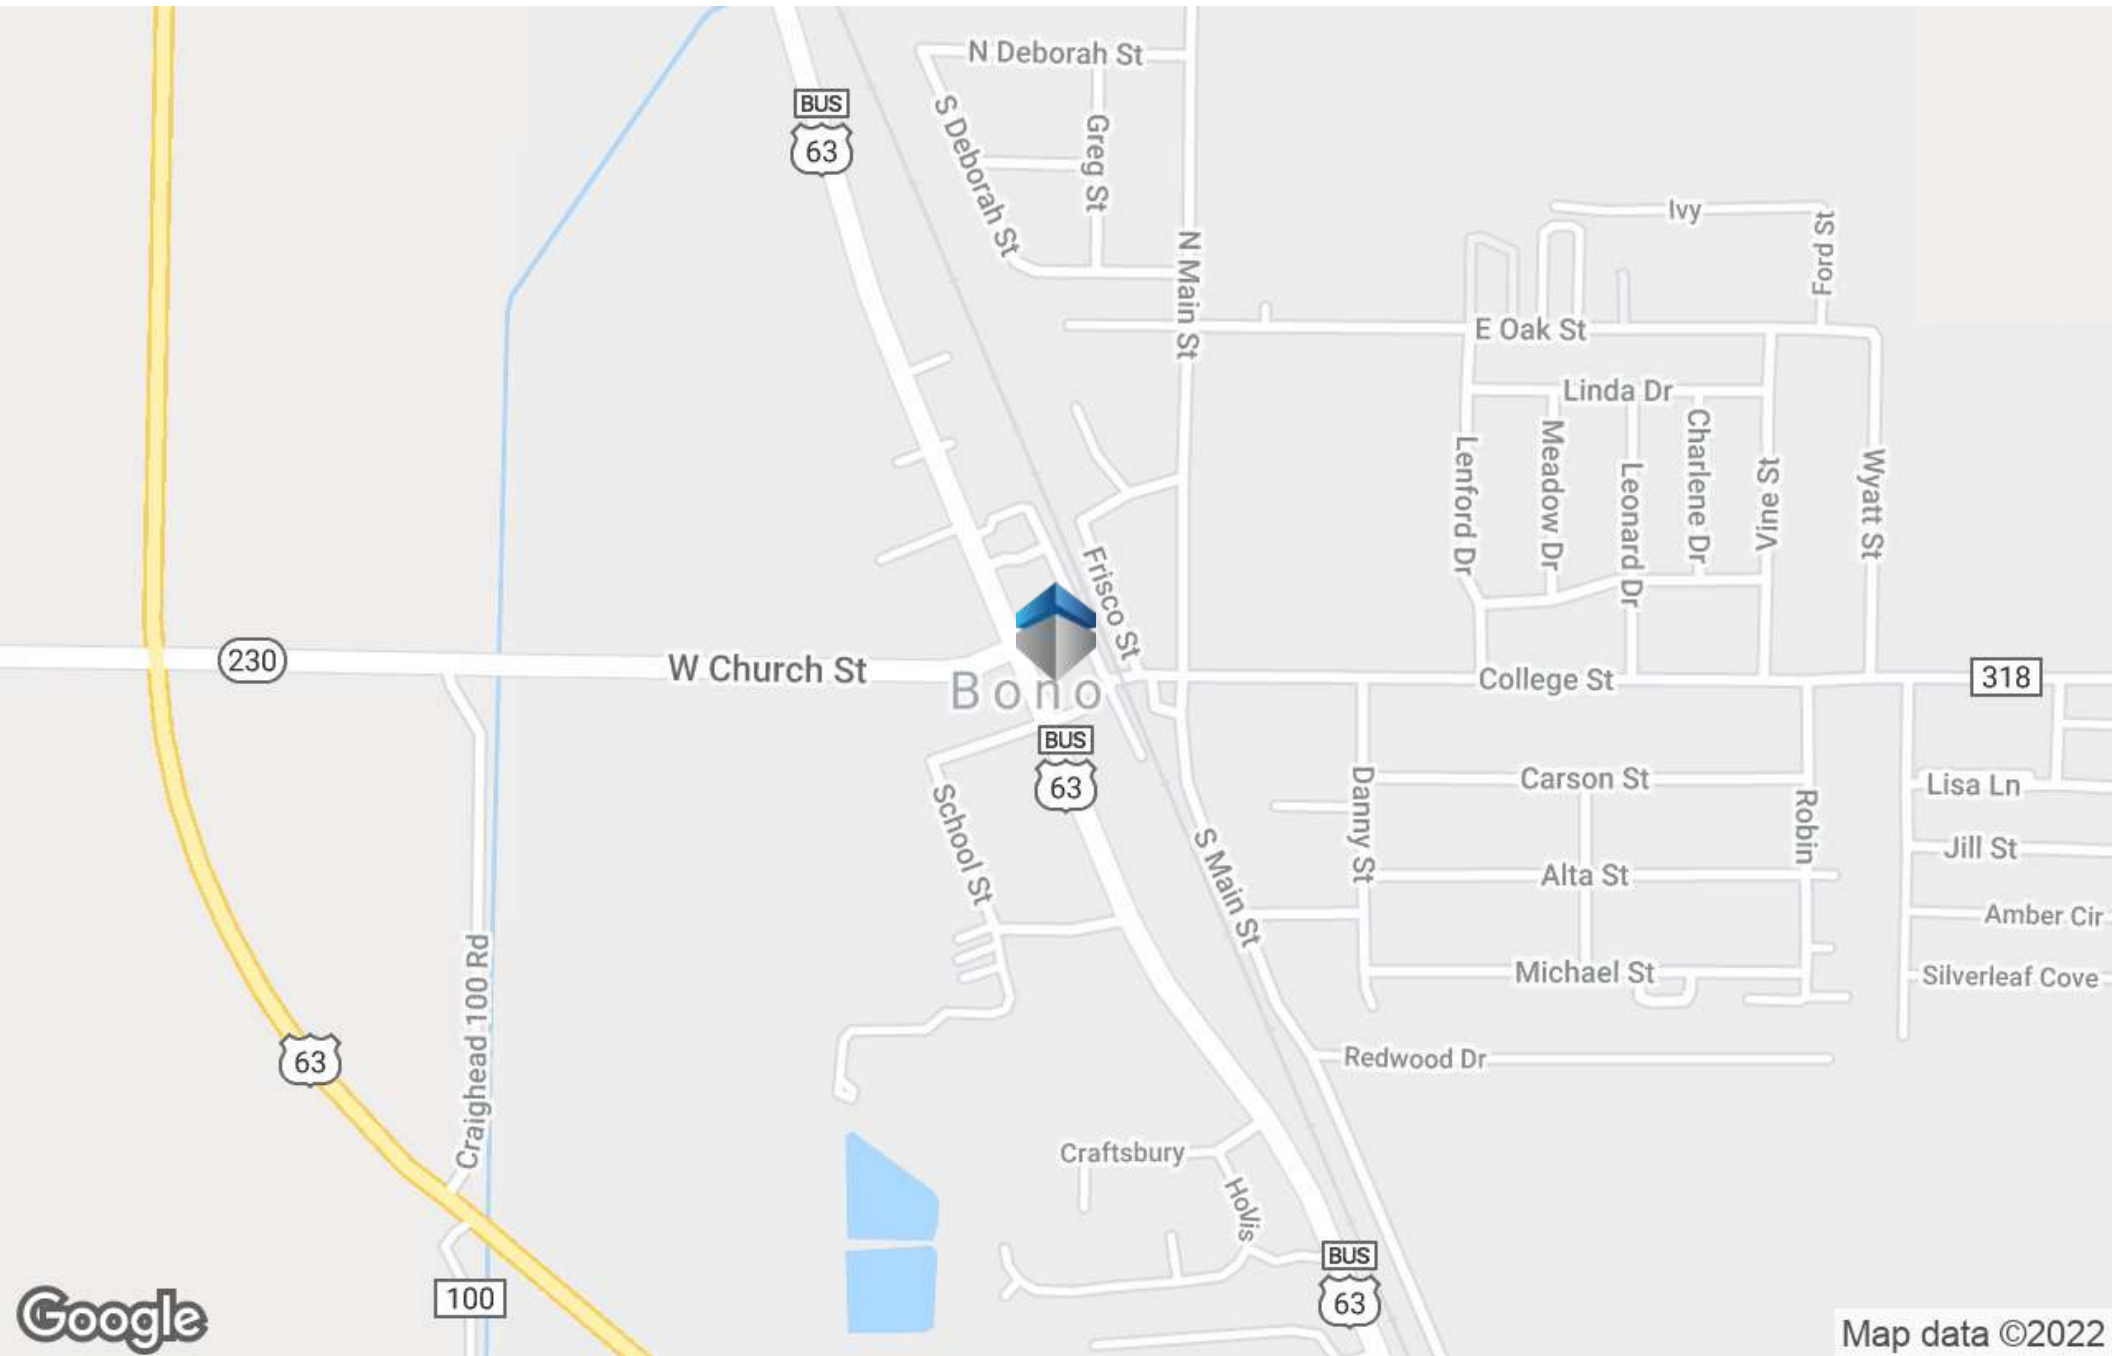 N Deborah St
BUS
63
S Deborah St
Greg St
Ivy
Ford St
N Main St
E Oak St
Linda Dr
Lenford Dr
Meadow Dr
Leonard Dr
Charlene Dr
Vine St
Wyatt St
Frisco St
230
W Church St
Bono
College St
318
BUS
63
School St
S Main St
Danny St
Carson St
Robin
Lisa Ln
Jill St
Alta St
Amber Cir
Michael St
Silverleaf Cove
Craighead 100 Rd
63
Redwood Dr
Craftsbury
HoVis
BUS
63
100
Google
Map data ©2022